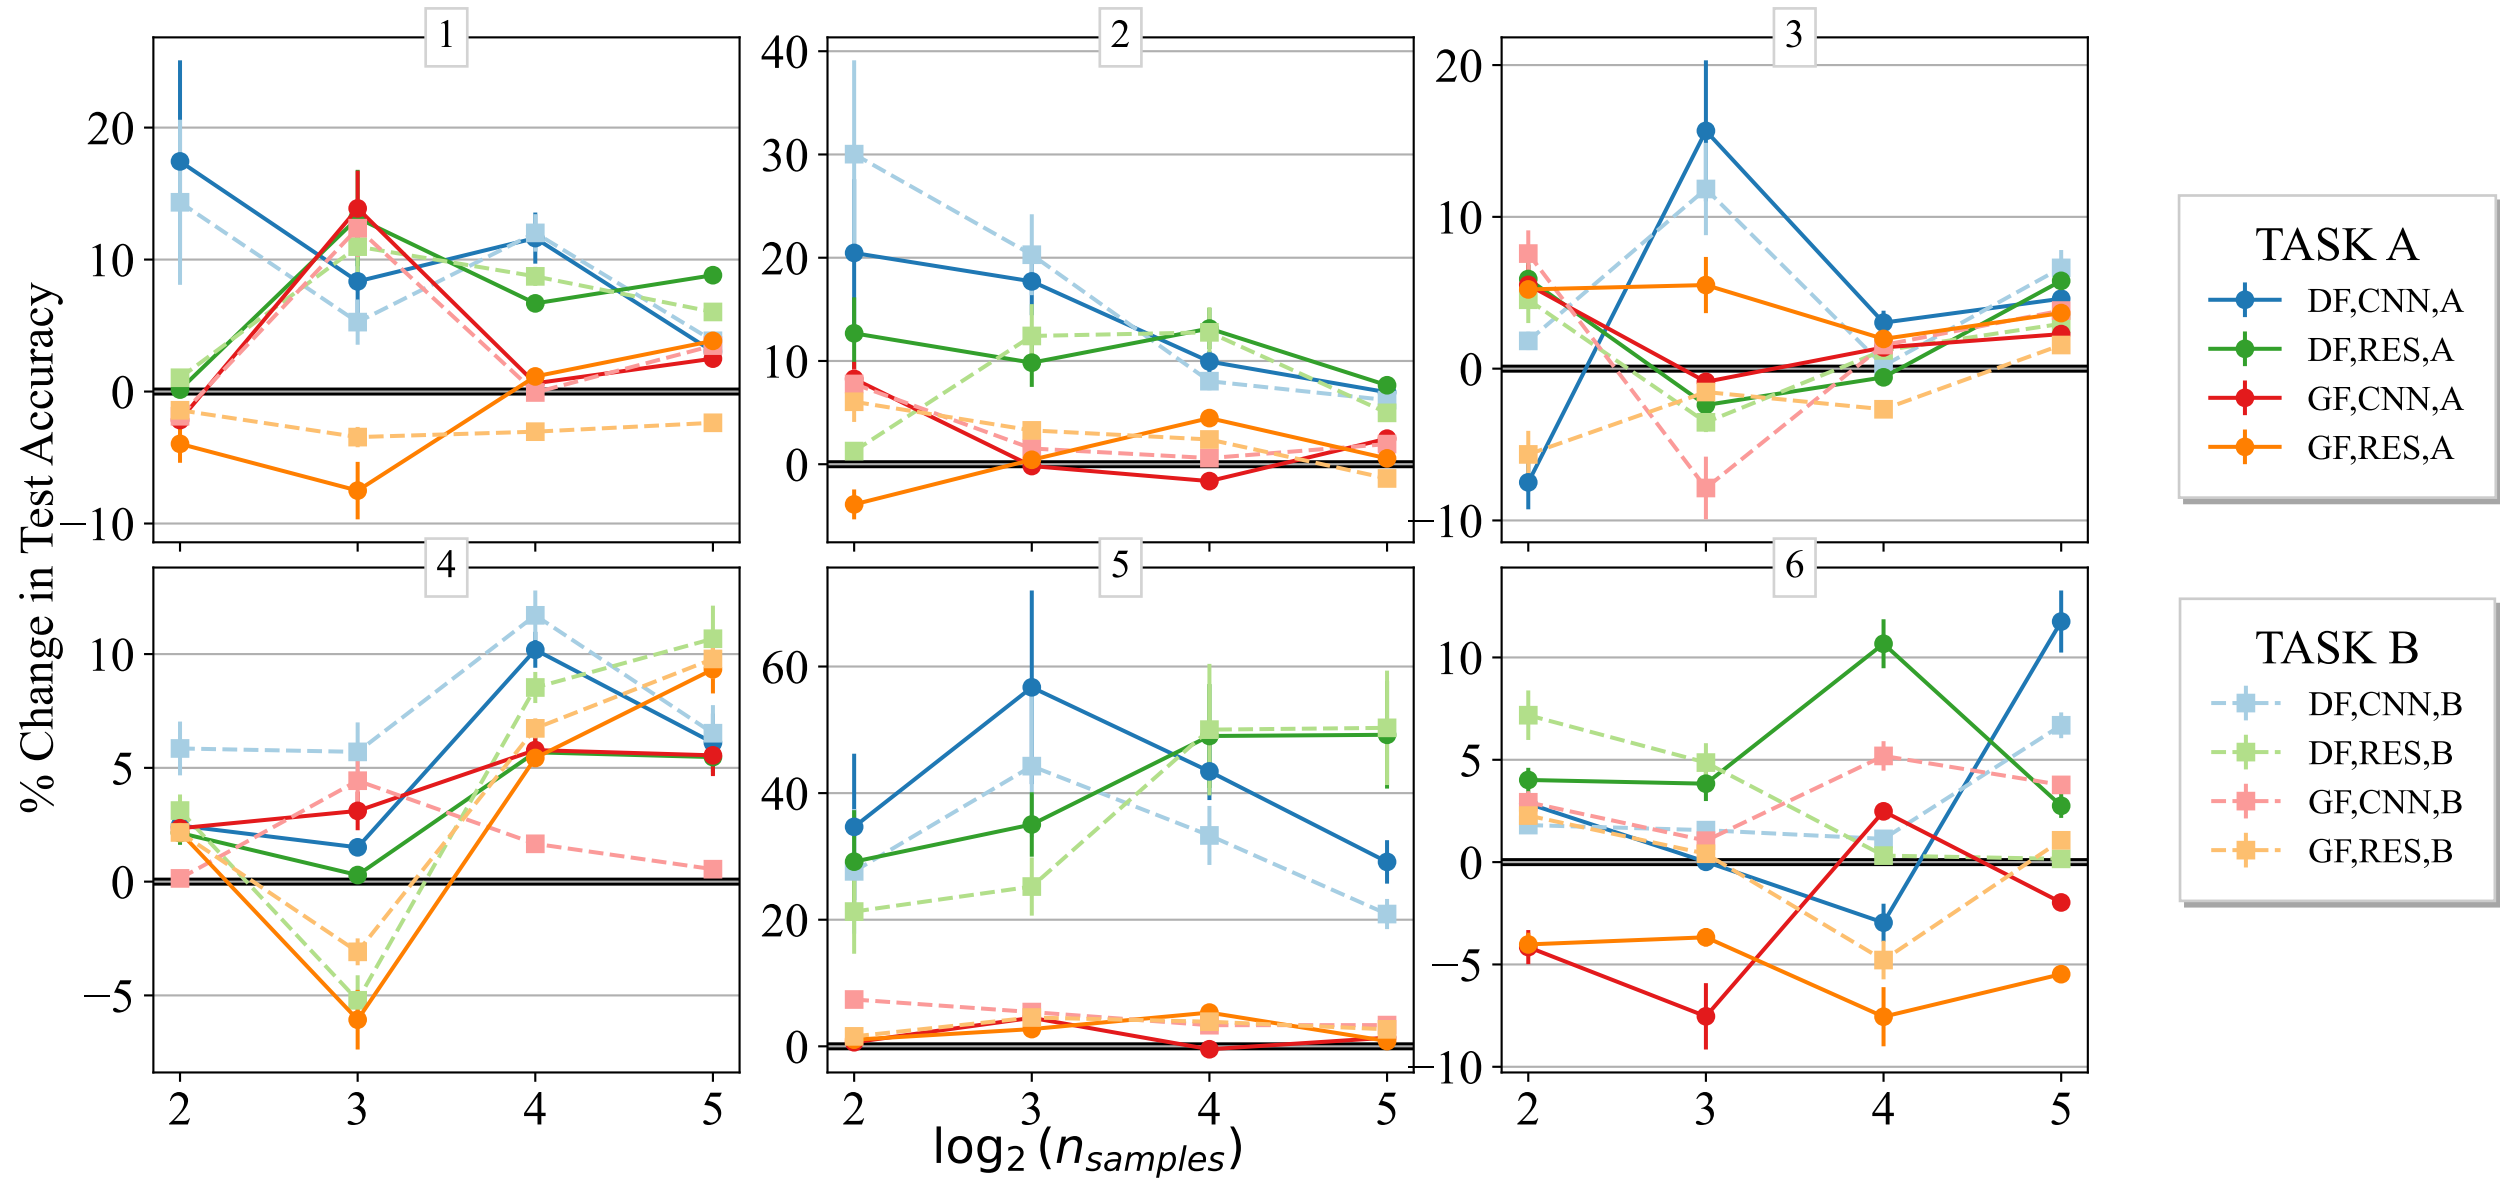 % Change in Test Accuracy
1
20
10
0
−10
2
40
30
20
10
0
3
20
10
0
−10
4
10
5
0
−5
2 3 4 5
5
60
40
20
0
2 3 4 5
6
10
5
0
−5
−10
2 3 4 5
log2 (nsamples)
TASK A
DF,CNN,A
DF,RES,A
GF,CNN,A
GF,RES,A
TASK B
DF,CNN,B
DF,RES,B
GF,CNN,B
GF,RES,B